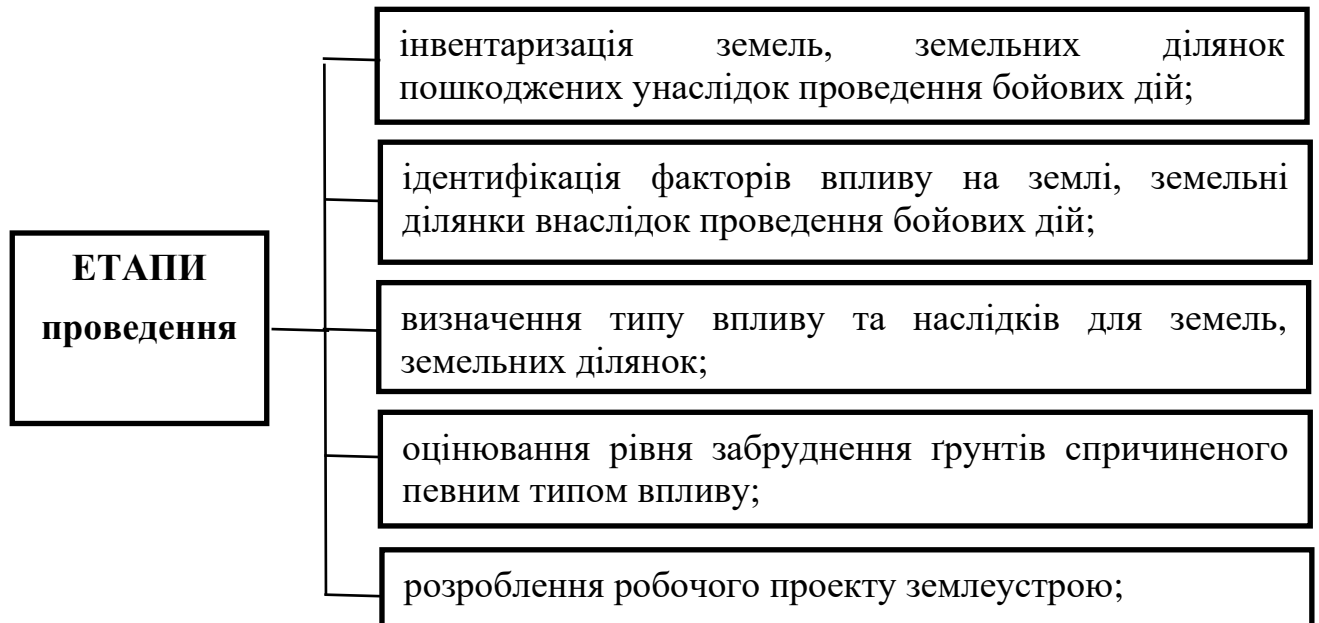 інвентаризація земель, земельних ділянок
пошкоджених унаслідок проведення бойових дій;
ідентифікація факторів впливу на землі, земельні
ділянки внаслідок проведення бойових дій;
ЕТАПИ
проведення
визначення типу впливу та наслідків для земель,
земельних ділянок;
оцінювання рівня забруднення ґрунтів спричиненого
певним типом впливу;
розроблення робочого проекту землеустрою;